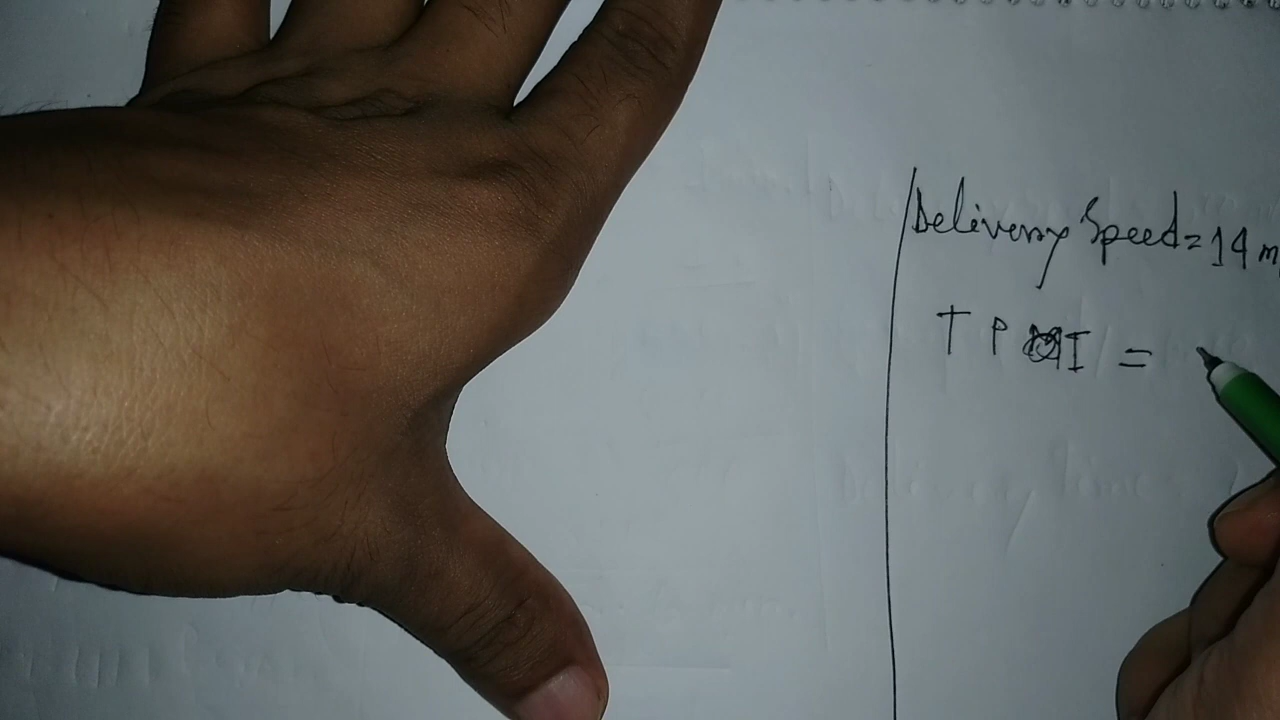 Delivery Speed = 14 m
T P I =